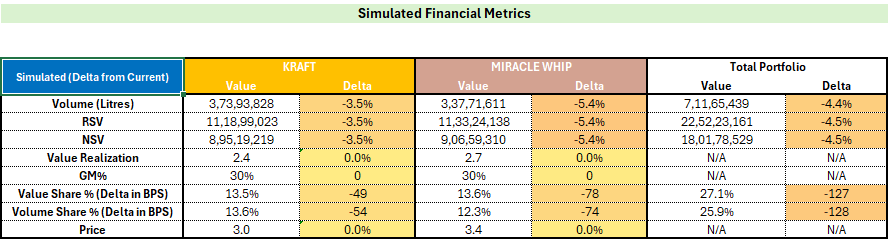 Simulated Financial Metrics
Simulated (Delta from Current) KRAFT MIRACLE WHIP Total Portfolio
Value Delta Value Delta Value Delta
Volume (Litres) 3,73,93,828 -3.5% 3,37,71,611 -5.4% 7,11,65,439 -4.4%
RSV 11,18,99,023 -3.5% 11,33,24,138 -5.4% 22,52,23,161 -4.5%
NSV 8,95,19,219 -3.5% 9,06,59,310 -5.4% 18,01,78,529 -4.5%
Value Realization 2.4 0.0% 2.7 0.0% N/A N/A
GM% 30% 0 30% 0 N/A N/A
Value Share % (Delta in BPS) 13.5% -49 13.6% -78 27.1% -127
Volume Share % (Delta in BPS) 13.6% -54 12.3% -74 25.9% -128
Price 3.0 0.0% 3.4 0.0% N/A N/A